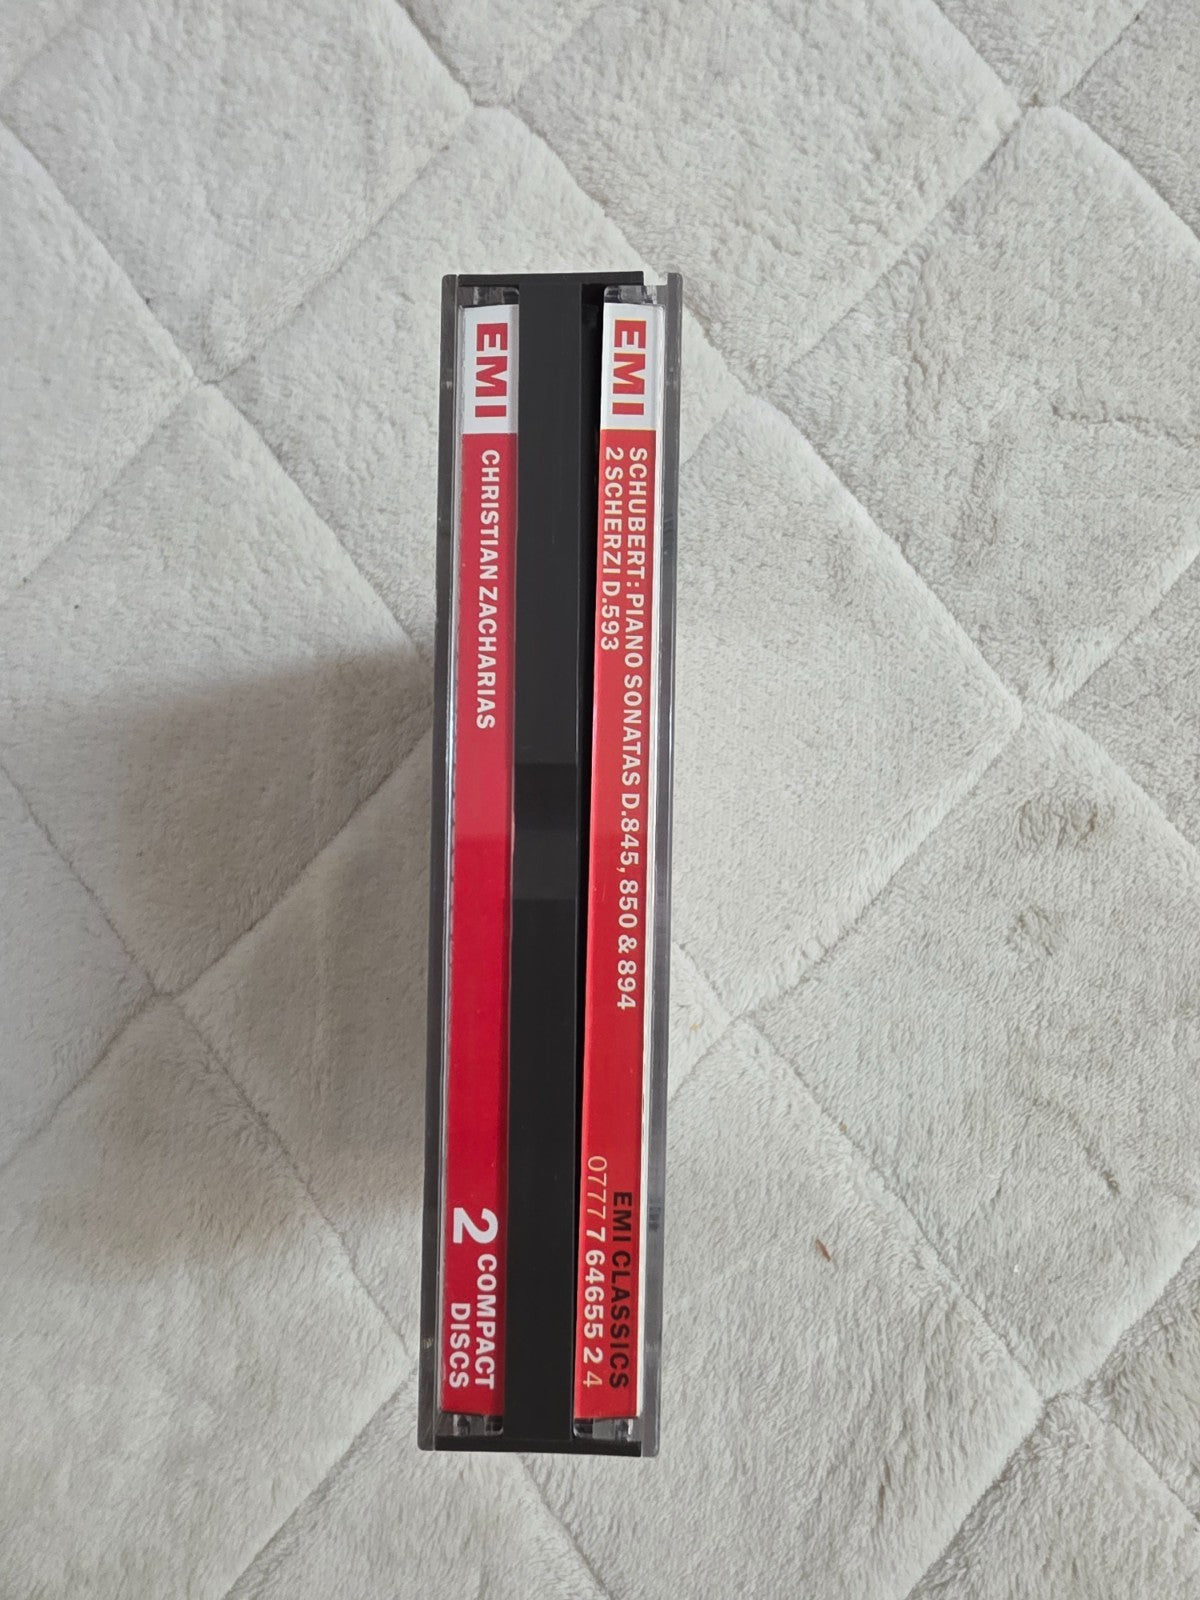 EMI
SCHUBERT: PIANO SONATAS D.845, 850 & 894
2 SCHERZI D.593
EMI CLASSICS
0777 7 64655 2 4
EMI
CHRISTIAN ZACHARIAS
2 COMPACT
DISCS